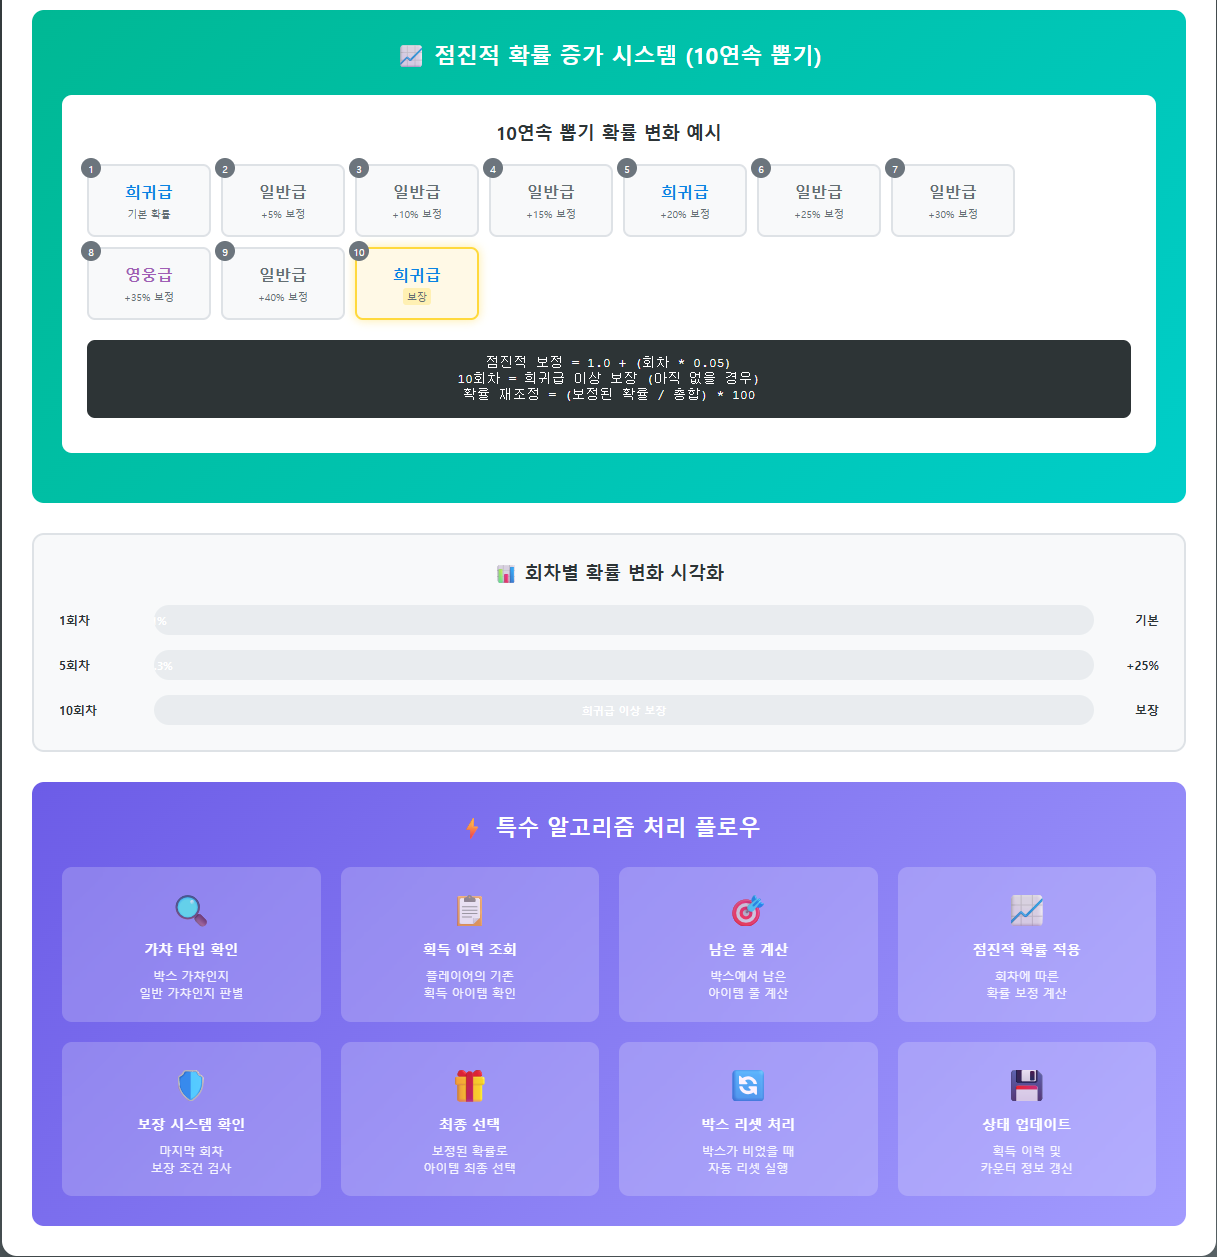 점진적 확률 증가 시스템 (10연속 뽑기)
10연속 뽑기 확률 변화 예시
1
희귀급
기본 확률
2
일반급
+5% 보정
3
일반급
+10% 보정
4
일반급
+15% 보정
5
희귀급
+20% 보정
6
일반급
+25% 보정
7
일반급
+30% 보정
8
영웅급
+35% 보정
9
일반급
+40% 보정
10
희귀급
보장
점진적 보정 = 1.0 + (회차 * 0.05)
10회차 = 희귀급 이상 보장 (아직 없을 경우)
확률 재조정 = (보정된 확률 / 총합) * 100
회차별 확률 변화 시각화
1회차
%
기본
5회차
3%
+25%
10회차
희귀급 이상 보장
보장
특수 알고리즘 처리 플로우
가챠 타입 확인
박스 가챠인지
일반 가챠인지 판별
획득 이력 조회
플레이어의 기존
획득 아이템 확인
남은 풀 계산
박스에서 남은
아이템 풀 계산
점진적 확률 적용
회차에 따른
확률 보정 계산
보장 시스템 확인
마지막 회차
보장 조건 검사
최종 선택
보정된 확률로
아이템 최종 선택
박스 리셋 처리
박스가 비었을 때
자동 리셋 실행
상태 업데이트
획득 이력 및
카운터 정보 갱신